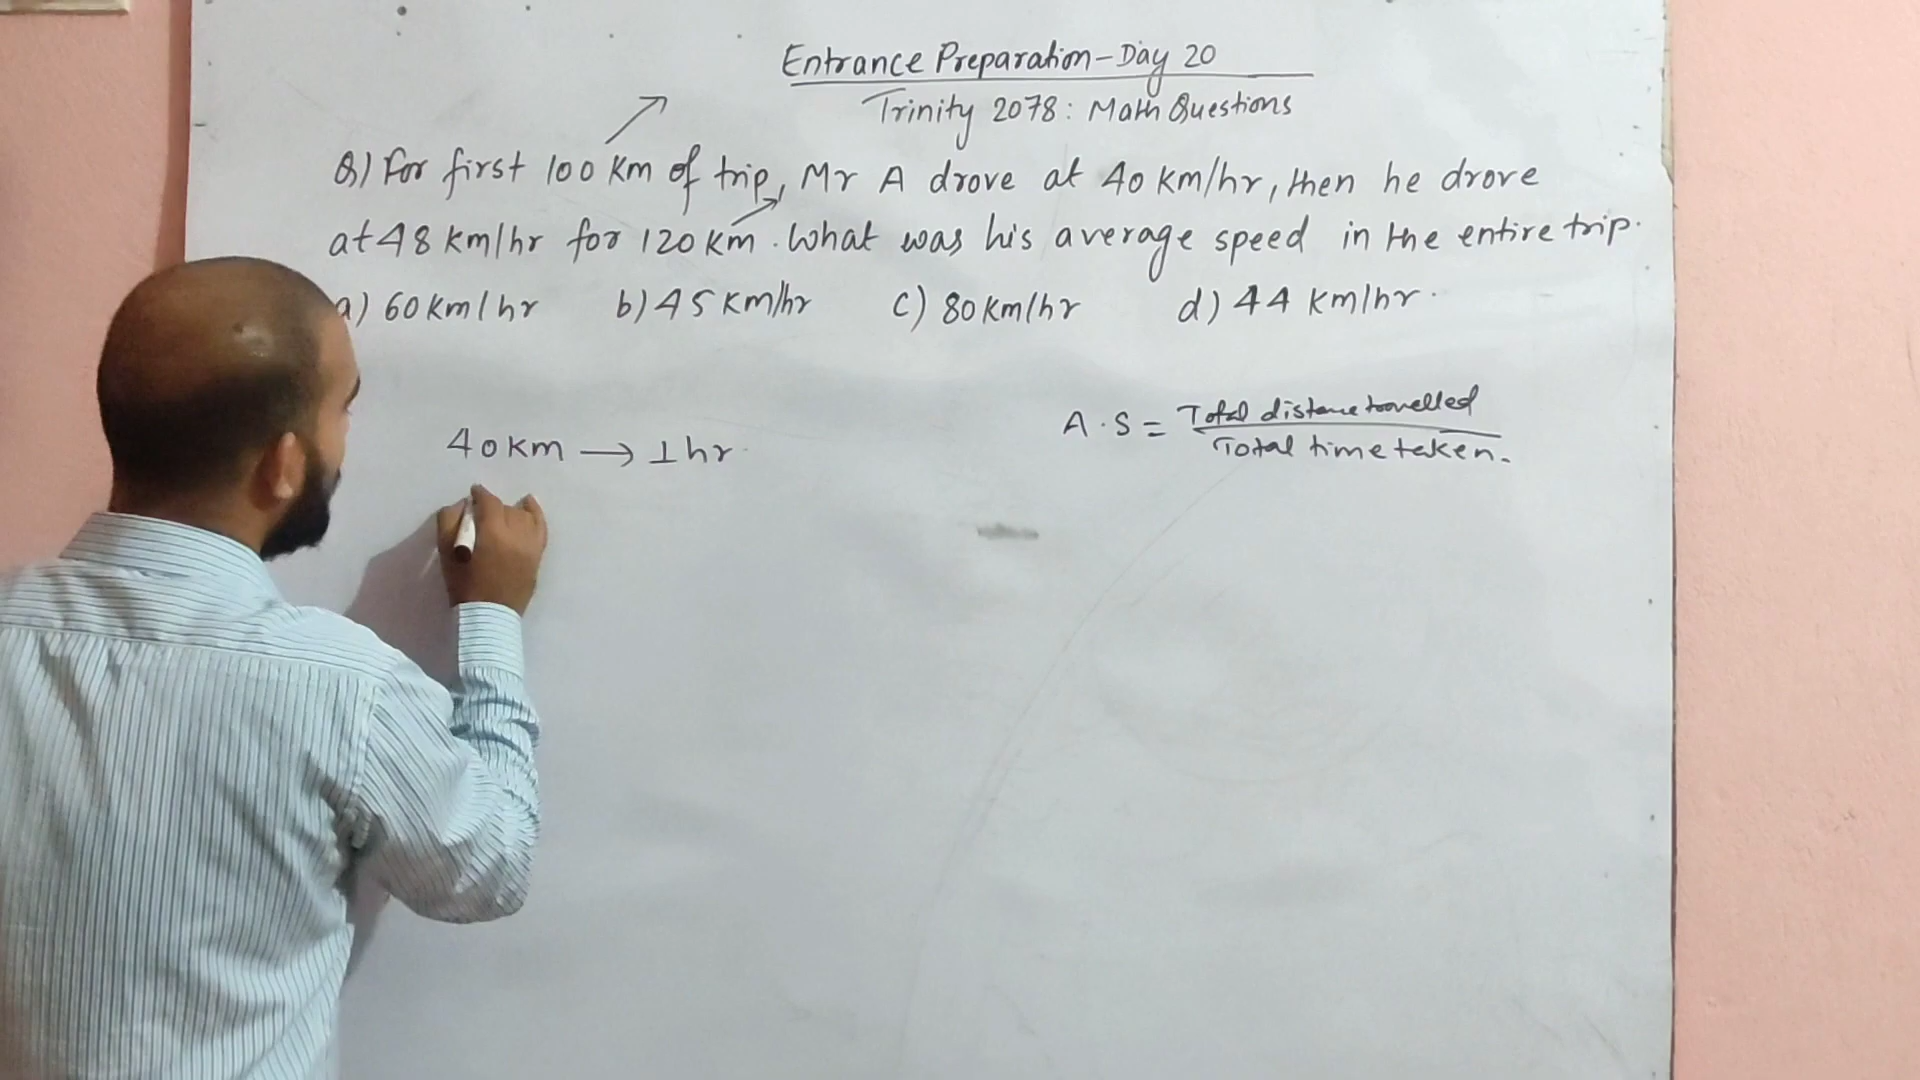 Entrance Preparation - Day 20
Trinity 2078: Math Questions
Q) For first 100 km of trip, Mr A drove at 40 km/hr, then he drove
at 48 km/hr for 120 km. What was his average speed in the entire trip.
a) 60 km/hr b) 45 km/hr c) 80 km/hr d) 44 km/hr.
A.S = Total distance travelled
Total time taken.
40 km → 1 hr